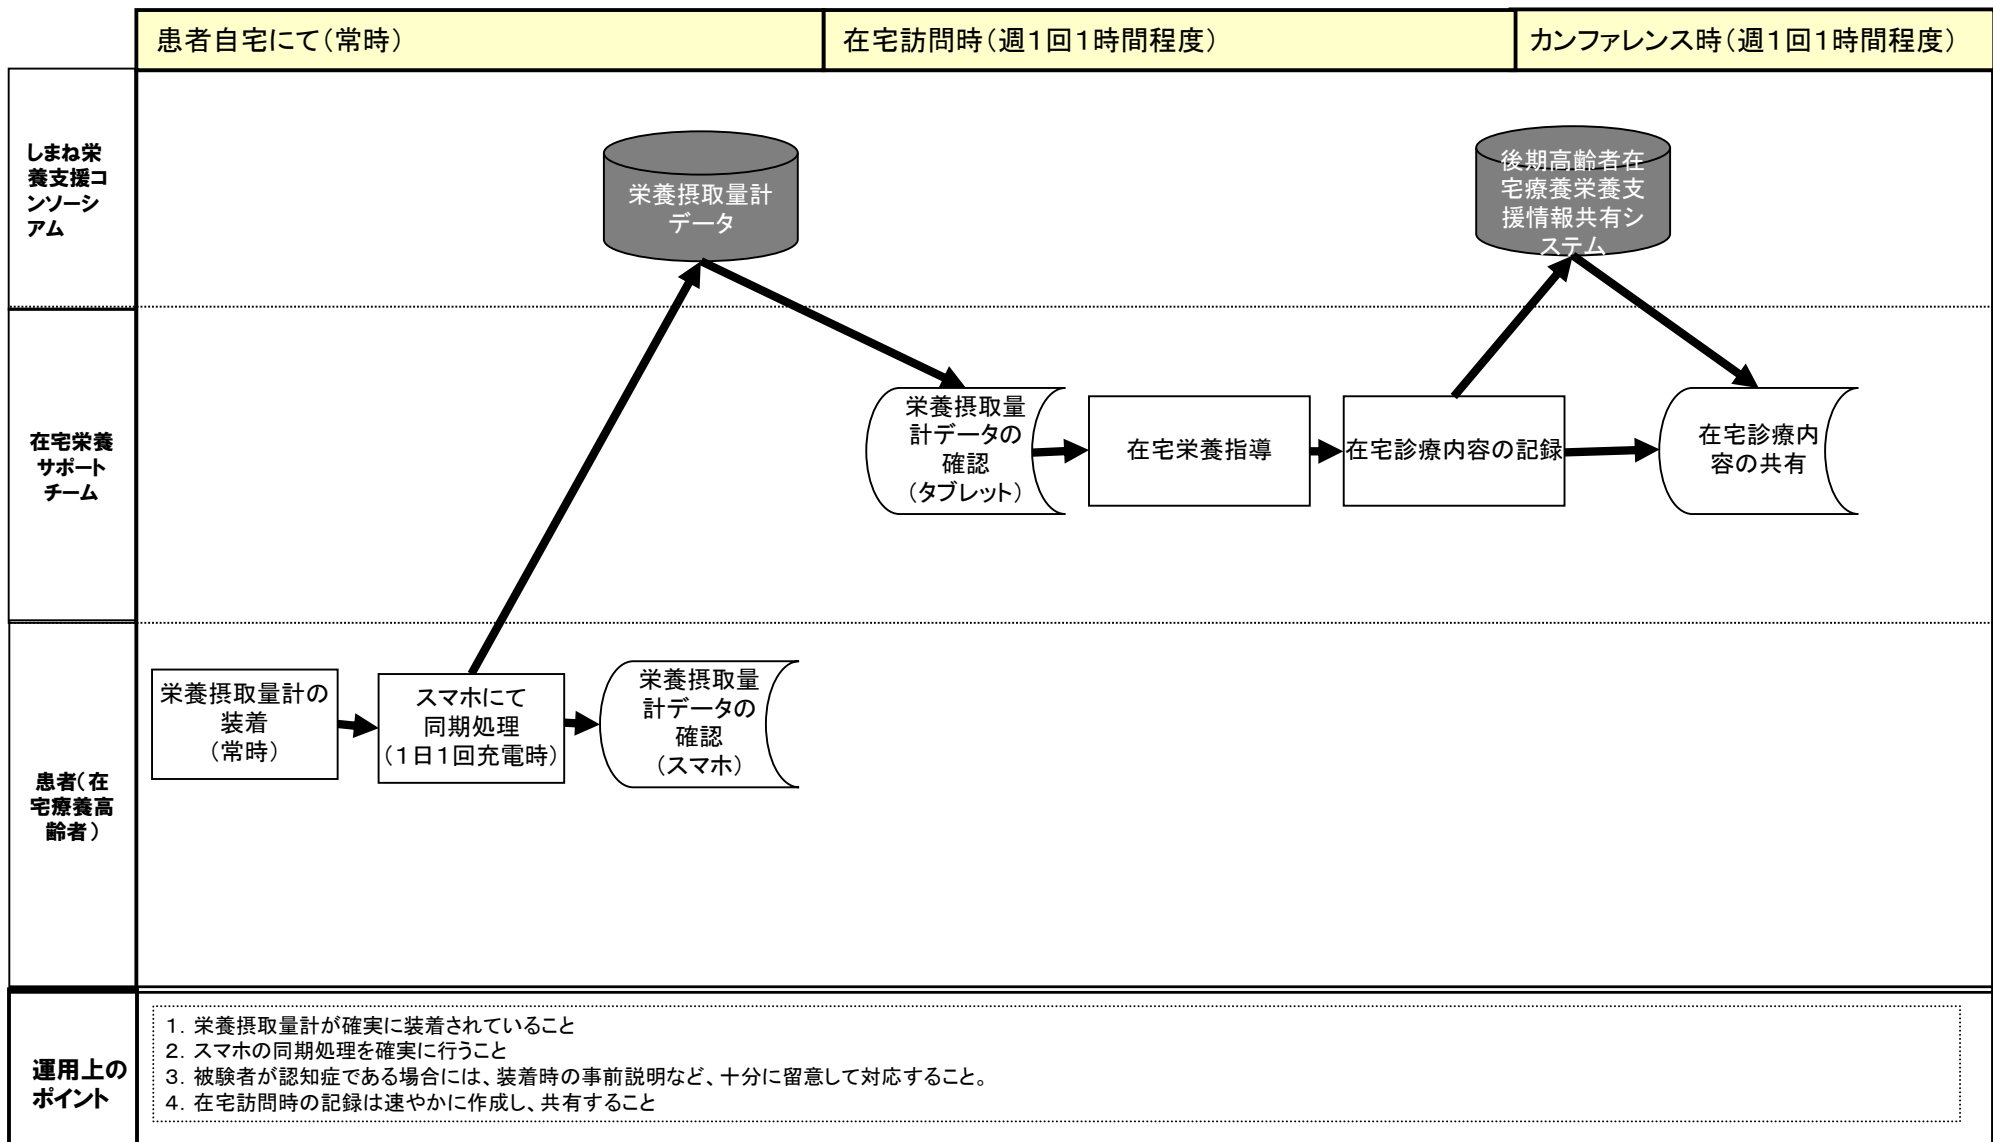 患者自宅にて（常時）
在宅訪問時（週１回１時間程度）
カンファレンス時（週１回１時間程度）
しまね栄
養支援コ
ンソーシ
アム
栄養摂取量計
データ
後期高齢者在
宅療養栄養支
援情報共有シ
ステム
在宅栄養
サポート
チーム
栄養摂取量
計データの
確認
（タブレット）
在宅栄養指導
在宅診療内容の記録
在宅診療内
容の共有
患者（在
宅療養高
齢者）
栄養摂取量計の
装着
（常時）
スマホにて
同期処理
（１日１回充電時）
栄養摂取量
計データの
確認
（スマホ）
運用上の
ポイント
１．栄養摂取量計が確実に装着されていること
２．スマホの同期処理を確実に行うこと
３．被験者が認知症である場合には、装着時の事前説明など、十分に留意して対応すること。
４．在宅訪問時の記録は速やかに作成し、共有すること